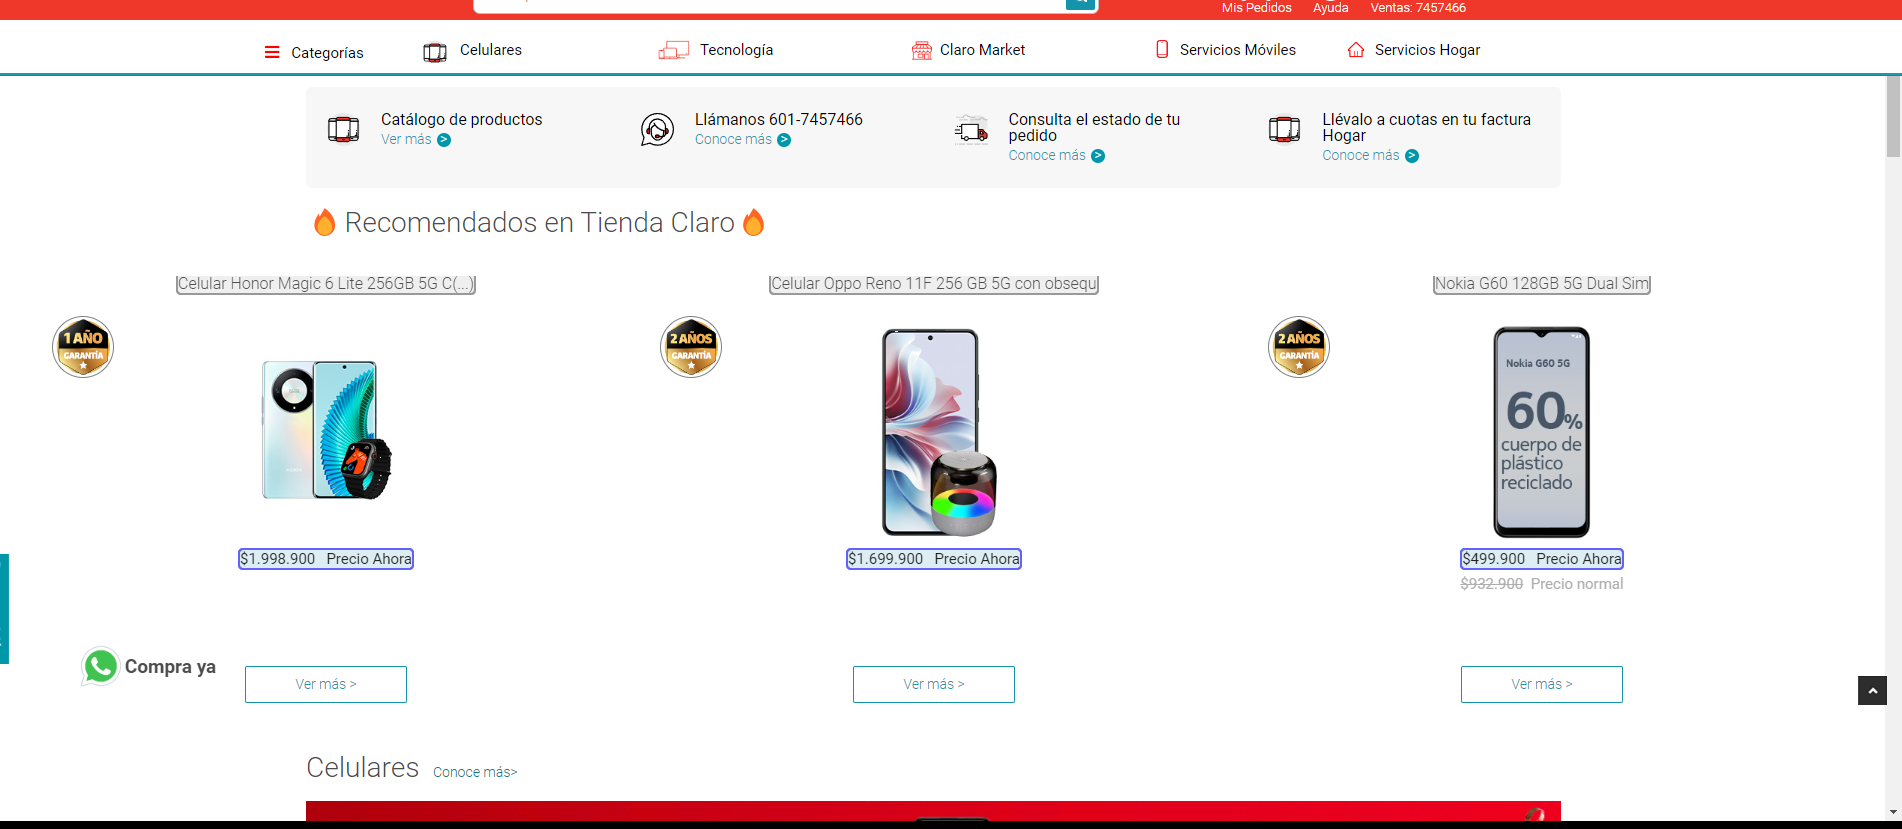 Mis Pedidos Ayuda Ventas: 7457466
Categorías Celulares Tecnología Claro Market Servicios Móviles Servicios Hogar
Catálogo de productos
Ver más >
Llámanos 601-7457466
Conoce más >
Consulta el estado de tu
pedido
Conoce más >
Llévalo a cuotas en tu factura
Hogar
Conoce más >
Recomendados en Tienda Claro
Celular Honor Magic 6 Lite 256GB 5G C(...)
1 AÑO
GARANTÍA
$1.998.900 Precio Ahora
Ver más >
Celular Oppo Reno 11F 256 GB 5G con obsequ
2 AÑOS
GARANTÍA
$1.699.900 Precio Ahora
Ver más >
Nokia G60 128GB 5G Dual Sim
2 AÑOS
GARANTÍA
Nokia G60 5G
60%
cuerpo de
plástico
reciclado
$499.900 Precio Ahora
$932.900 Precio normal
Ver más >
Compra ya
Celulares Conoce más>